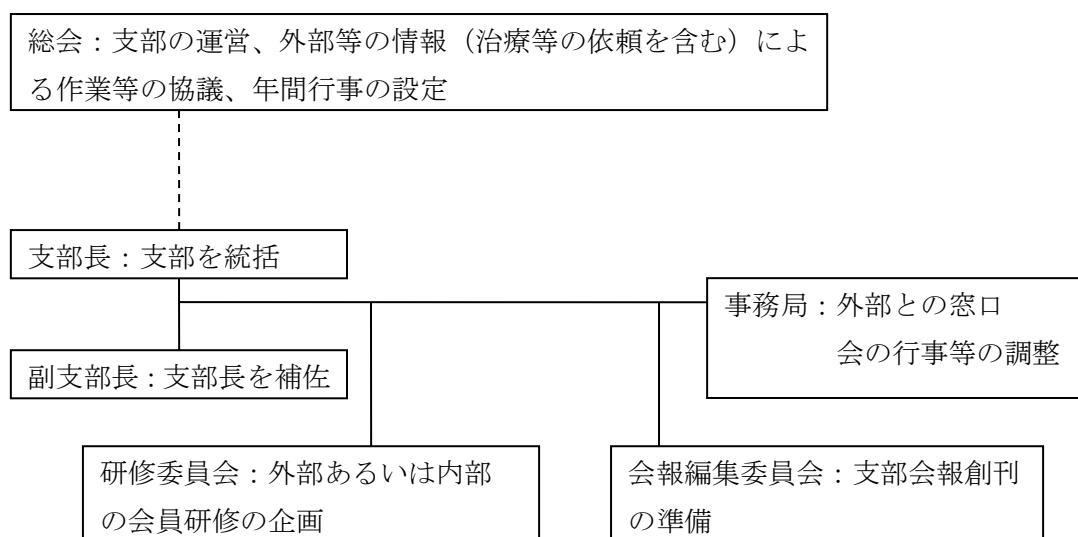 総会：支部の運営、外部等の情報（治療等の依頼を含む）によ
る作業等の協議、年間行事の設定
支部長：支部を統括
事務局：外部との窓口
会の行事等の調整
副支部長：支部長を補佐
研修委員会：外部あるいは内部
の会員研修の企画
会報編集委員会：支部会報創刊
の準備